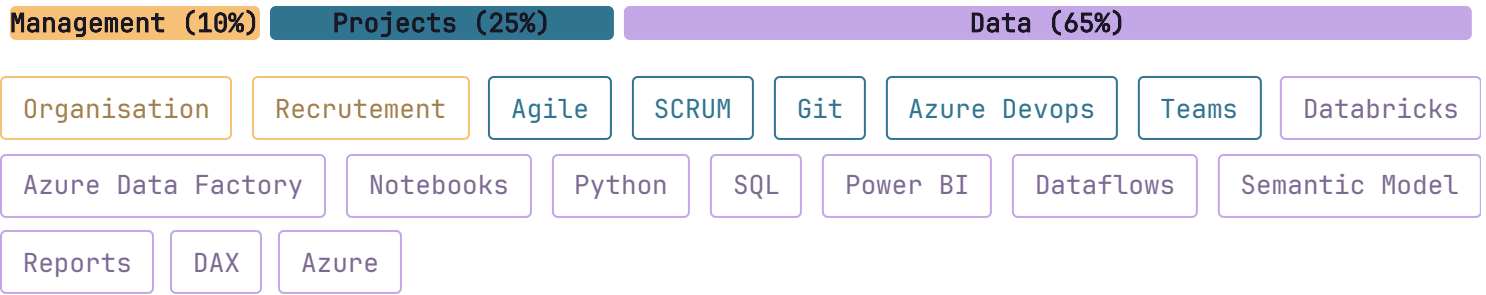 Management (10%) Projects (25%) Data (65%)
Organisation Recrutement Agile SCRUM Git Azure Devops Teams Databricks
Azure Data Factory Notebooks Python SQL Power BI Dataflows Semantic Model
Reports DAX Azure